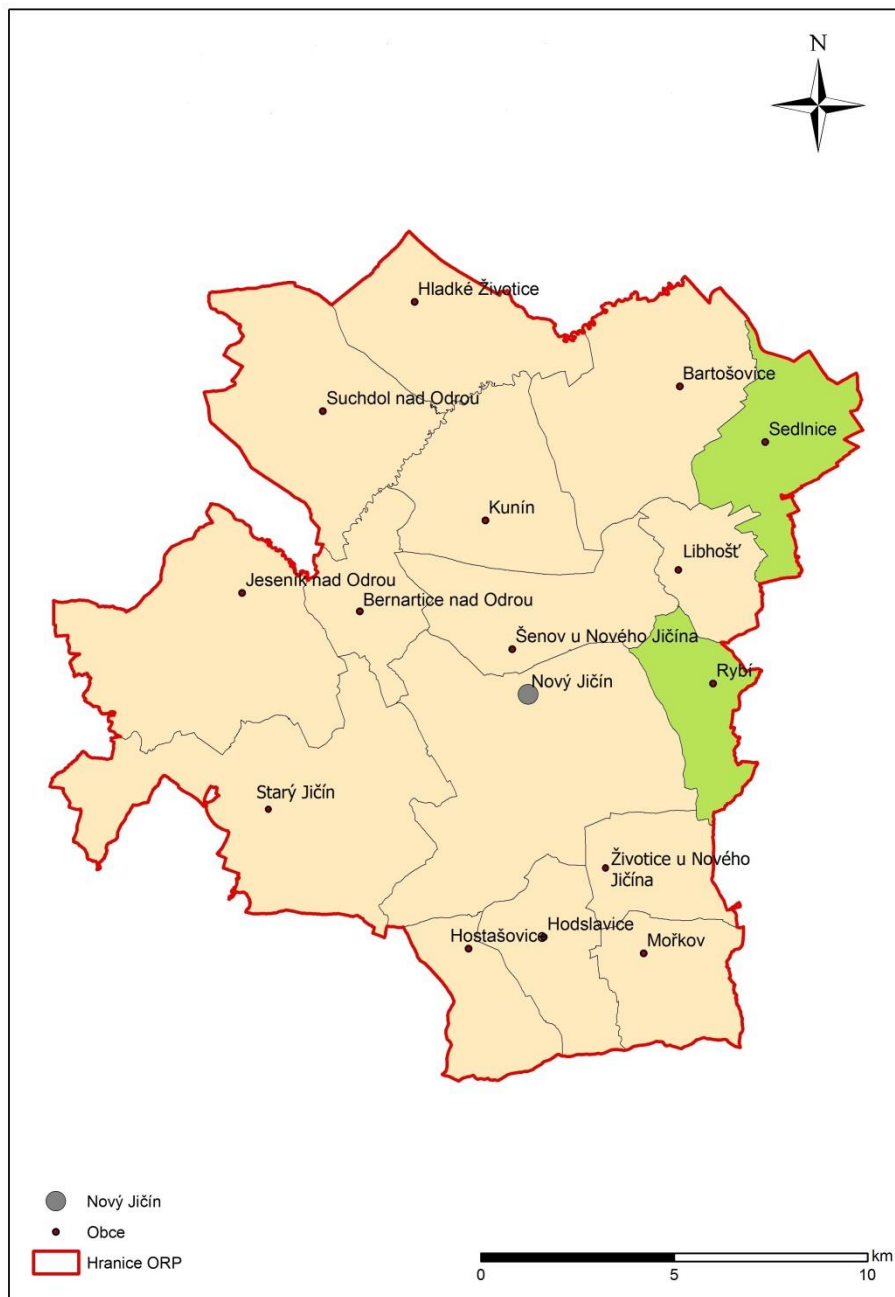 N
Hladké Životice
Bartošovice
Suchdol nad Odrou
Sedlnice
Kunín
Libhošť
Jeseník nad Odrou
Bernartice nad Odrou
Šenov u Nového Jičína
Rybí
Nový Jičín
Starý Jičín
Životice u Nového
Jičína
Hodslavice
Hostašovice
Mořkov
Nový Jičín
Obce
Hranice ORP
km
0 5 10